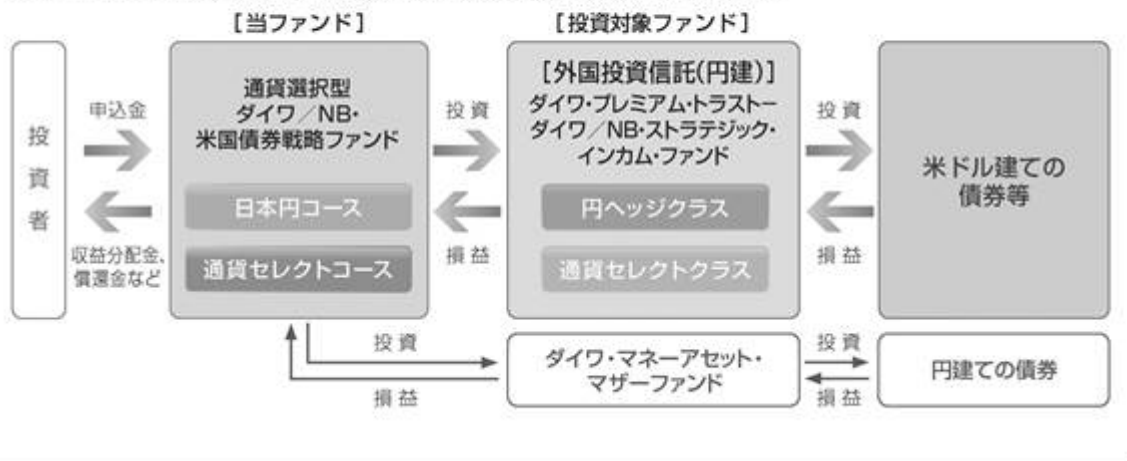 [当ファンド]
[投資対象ファンド]
投資者
申込金
収益分配金、
償還金など
通貨選択型
ダイワ／NB・
米国債券戦略ファンド
日本円コース
通貨セレクトコース
投資
損益
[外国投資信託(円建)]
ダイワ・プレミアム・トラスト－
ダイワ／NB・ストラテジック・
インカム・ファンド
円ヘッジクラス
通貨セレクトクラス
投資
損益
米ドル建ての
債券等
投資
損益
ダイワ・マネーアセット・
マザーファンド
投資
損益
円建ての債券